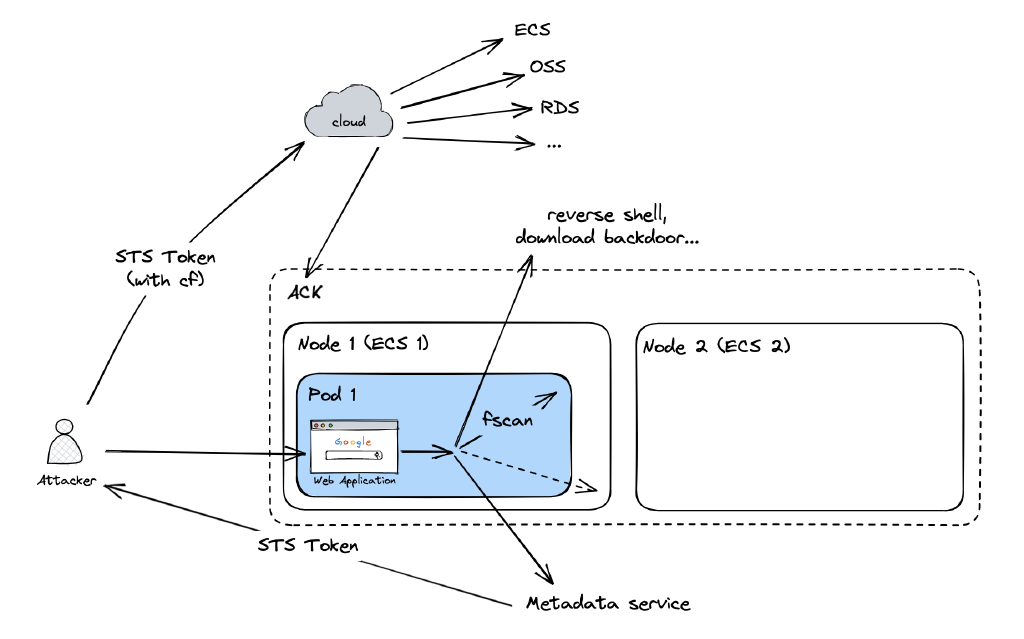 ECS
OSS
cloud
RDS
...
reverse shell,
download backdoor...
STS Token
(with cf)
ACK
Node 1 (ECS 1)
Node 2 (ECS 2)
Pod 1
fscan
Google
Web Application
Attacker
STS Token
Metadata service